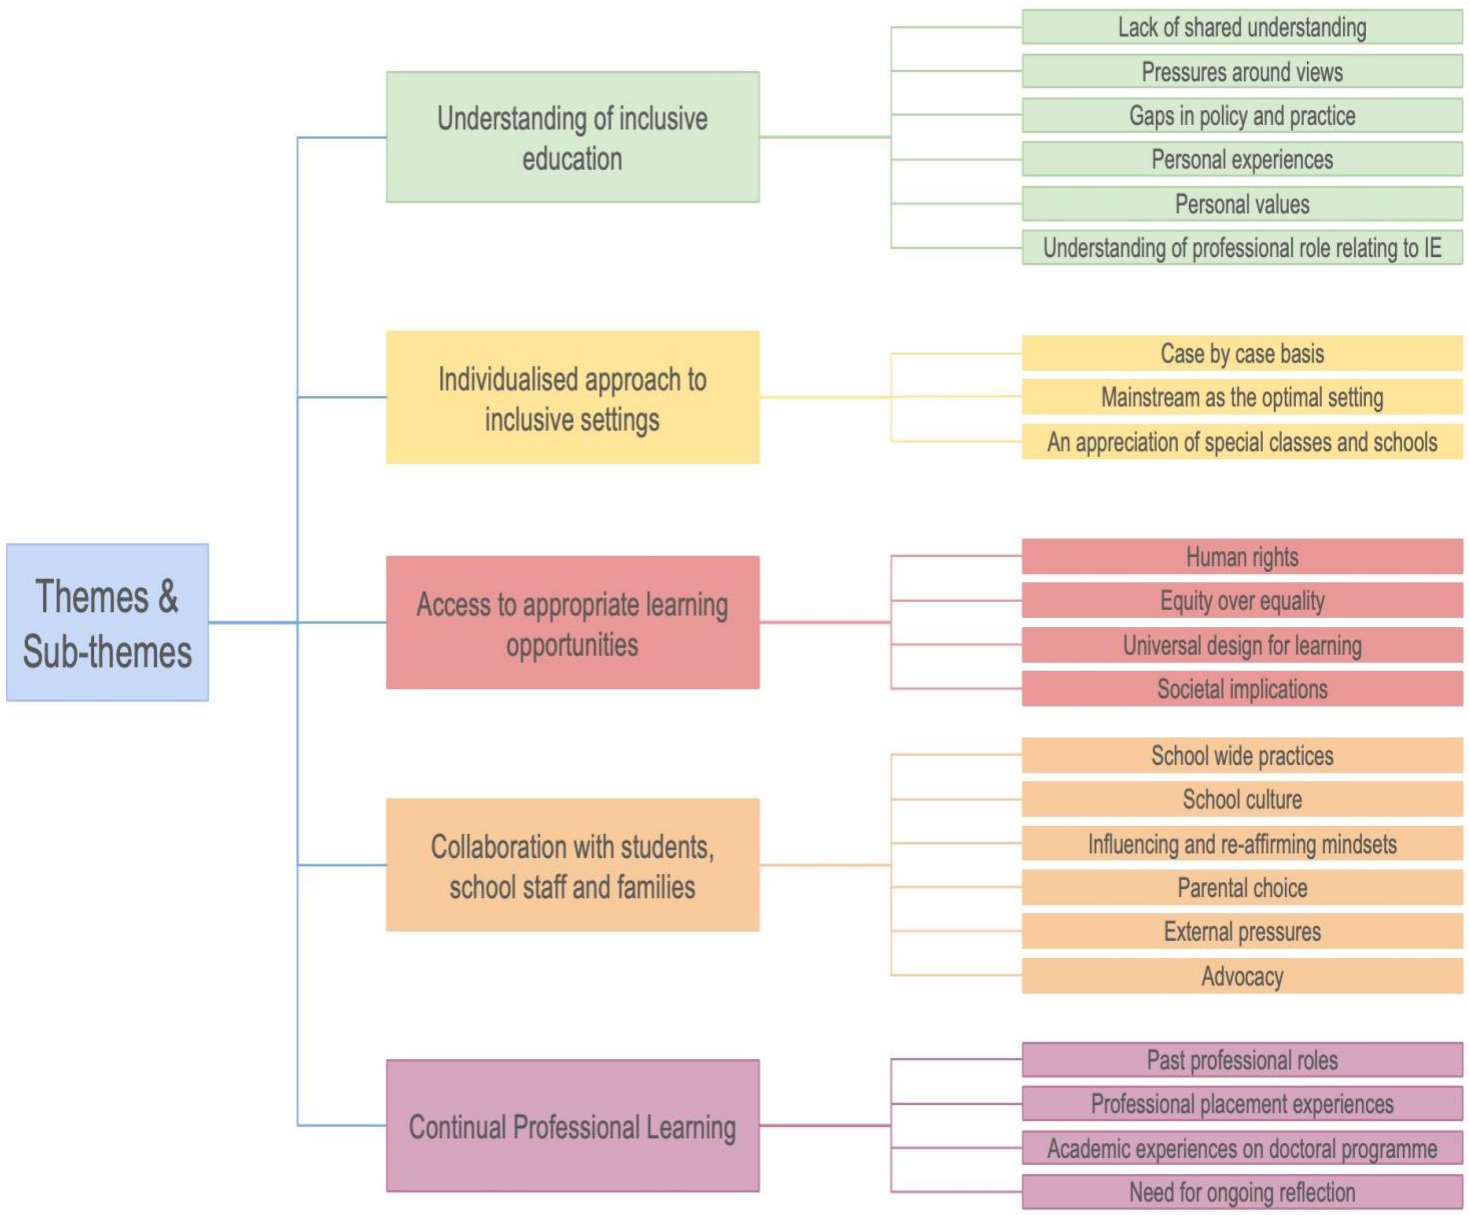 Themes &
Sub-themes
Understanding of inclusive
education
Lack of shared understanding
Pressures around views
Gaps in policy and practice
Personal experiences
Personal values
Understanding of professional role relating to IE
Individualised approach to
inclusive settings
Case by case basis
Mainstream as the optimal setting
An appreciation of special classes and schools
Access to appropriate learning
opportunities
Human rights
Equity over equality
Universal design for learning
Societal implications
Collaboration with students,
school staff and families
School wide practices
School culture
Influencing and re-affirming mindsets
Parental choice
External pressures
Advocacy
Continual Professional Learning
Past professional roles
Professional placement experiences
Academic experiences on doctoral programme
Need for ongoing reflection